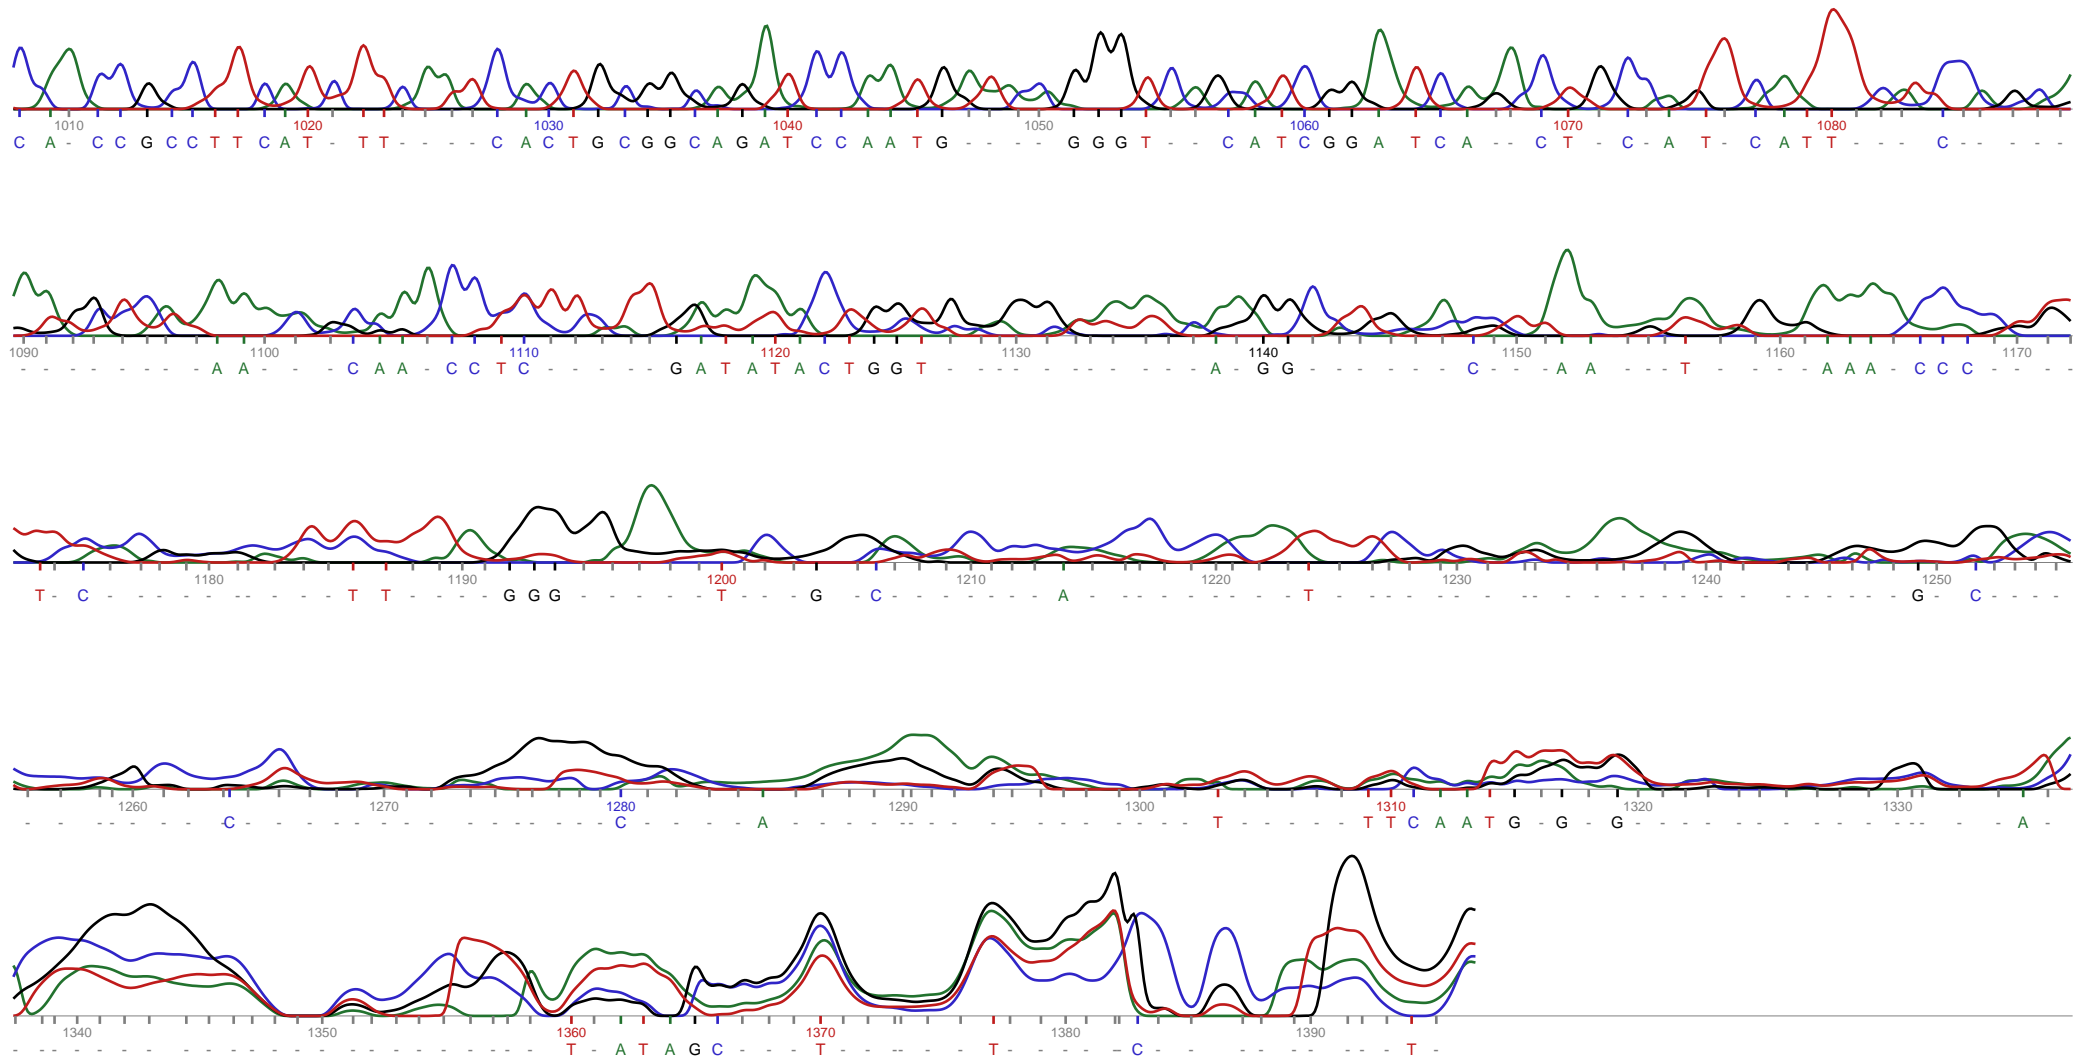 1010 1020 1030 1040 1050 1060 1070 1080
C A - C C G C C T T C A T - T T - - - - C A C T G C G G C A G A T C C A A T G - - - - G G G T - - C A T C G G A T C A - - C T - C - A T - C A T T - - - C - - - - -
1090 1100 1110 1120 1130 1140 1150 1160 1170
- - - - - - - - A A - - - C A A - C C T C - - - - - G A T A T A C T G G T - - - - - - - - - - - A - G G - - - - - - C - - A A - - - T - - - - - A A A - C C C - - - -
1180 1190 1200 1210 1220 1230 1240 1250
T - C - - - - - - - - - - - - T T - - - - G G G - - - - - - T - - - G - C - - - - - - - A - - - - - - - - T - - - - - - - - - - - - - - - - - - - - - - - G - C - - - -
1260 1270 1280 1290 1300 1310 1320 1330
- - - - - - - - C - - - - - - - - - - - - - - - C - - - - A - - - - - - - - - - - - - - - - - - T - - - - - T T C A A T G - G - G - - - - - - - - - - - - - - - A -
1340 1350 1360 1370 1380 1390
- - - - - - - - - - - - - - - - - - - - - T - A T A G C - - - T - - - - - - T - - - - - - C - - - - - - - - - T -